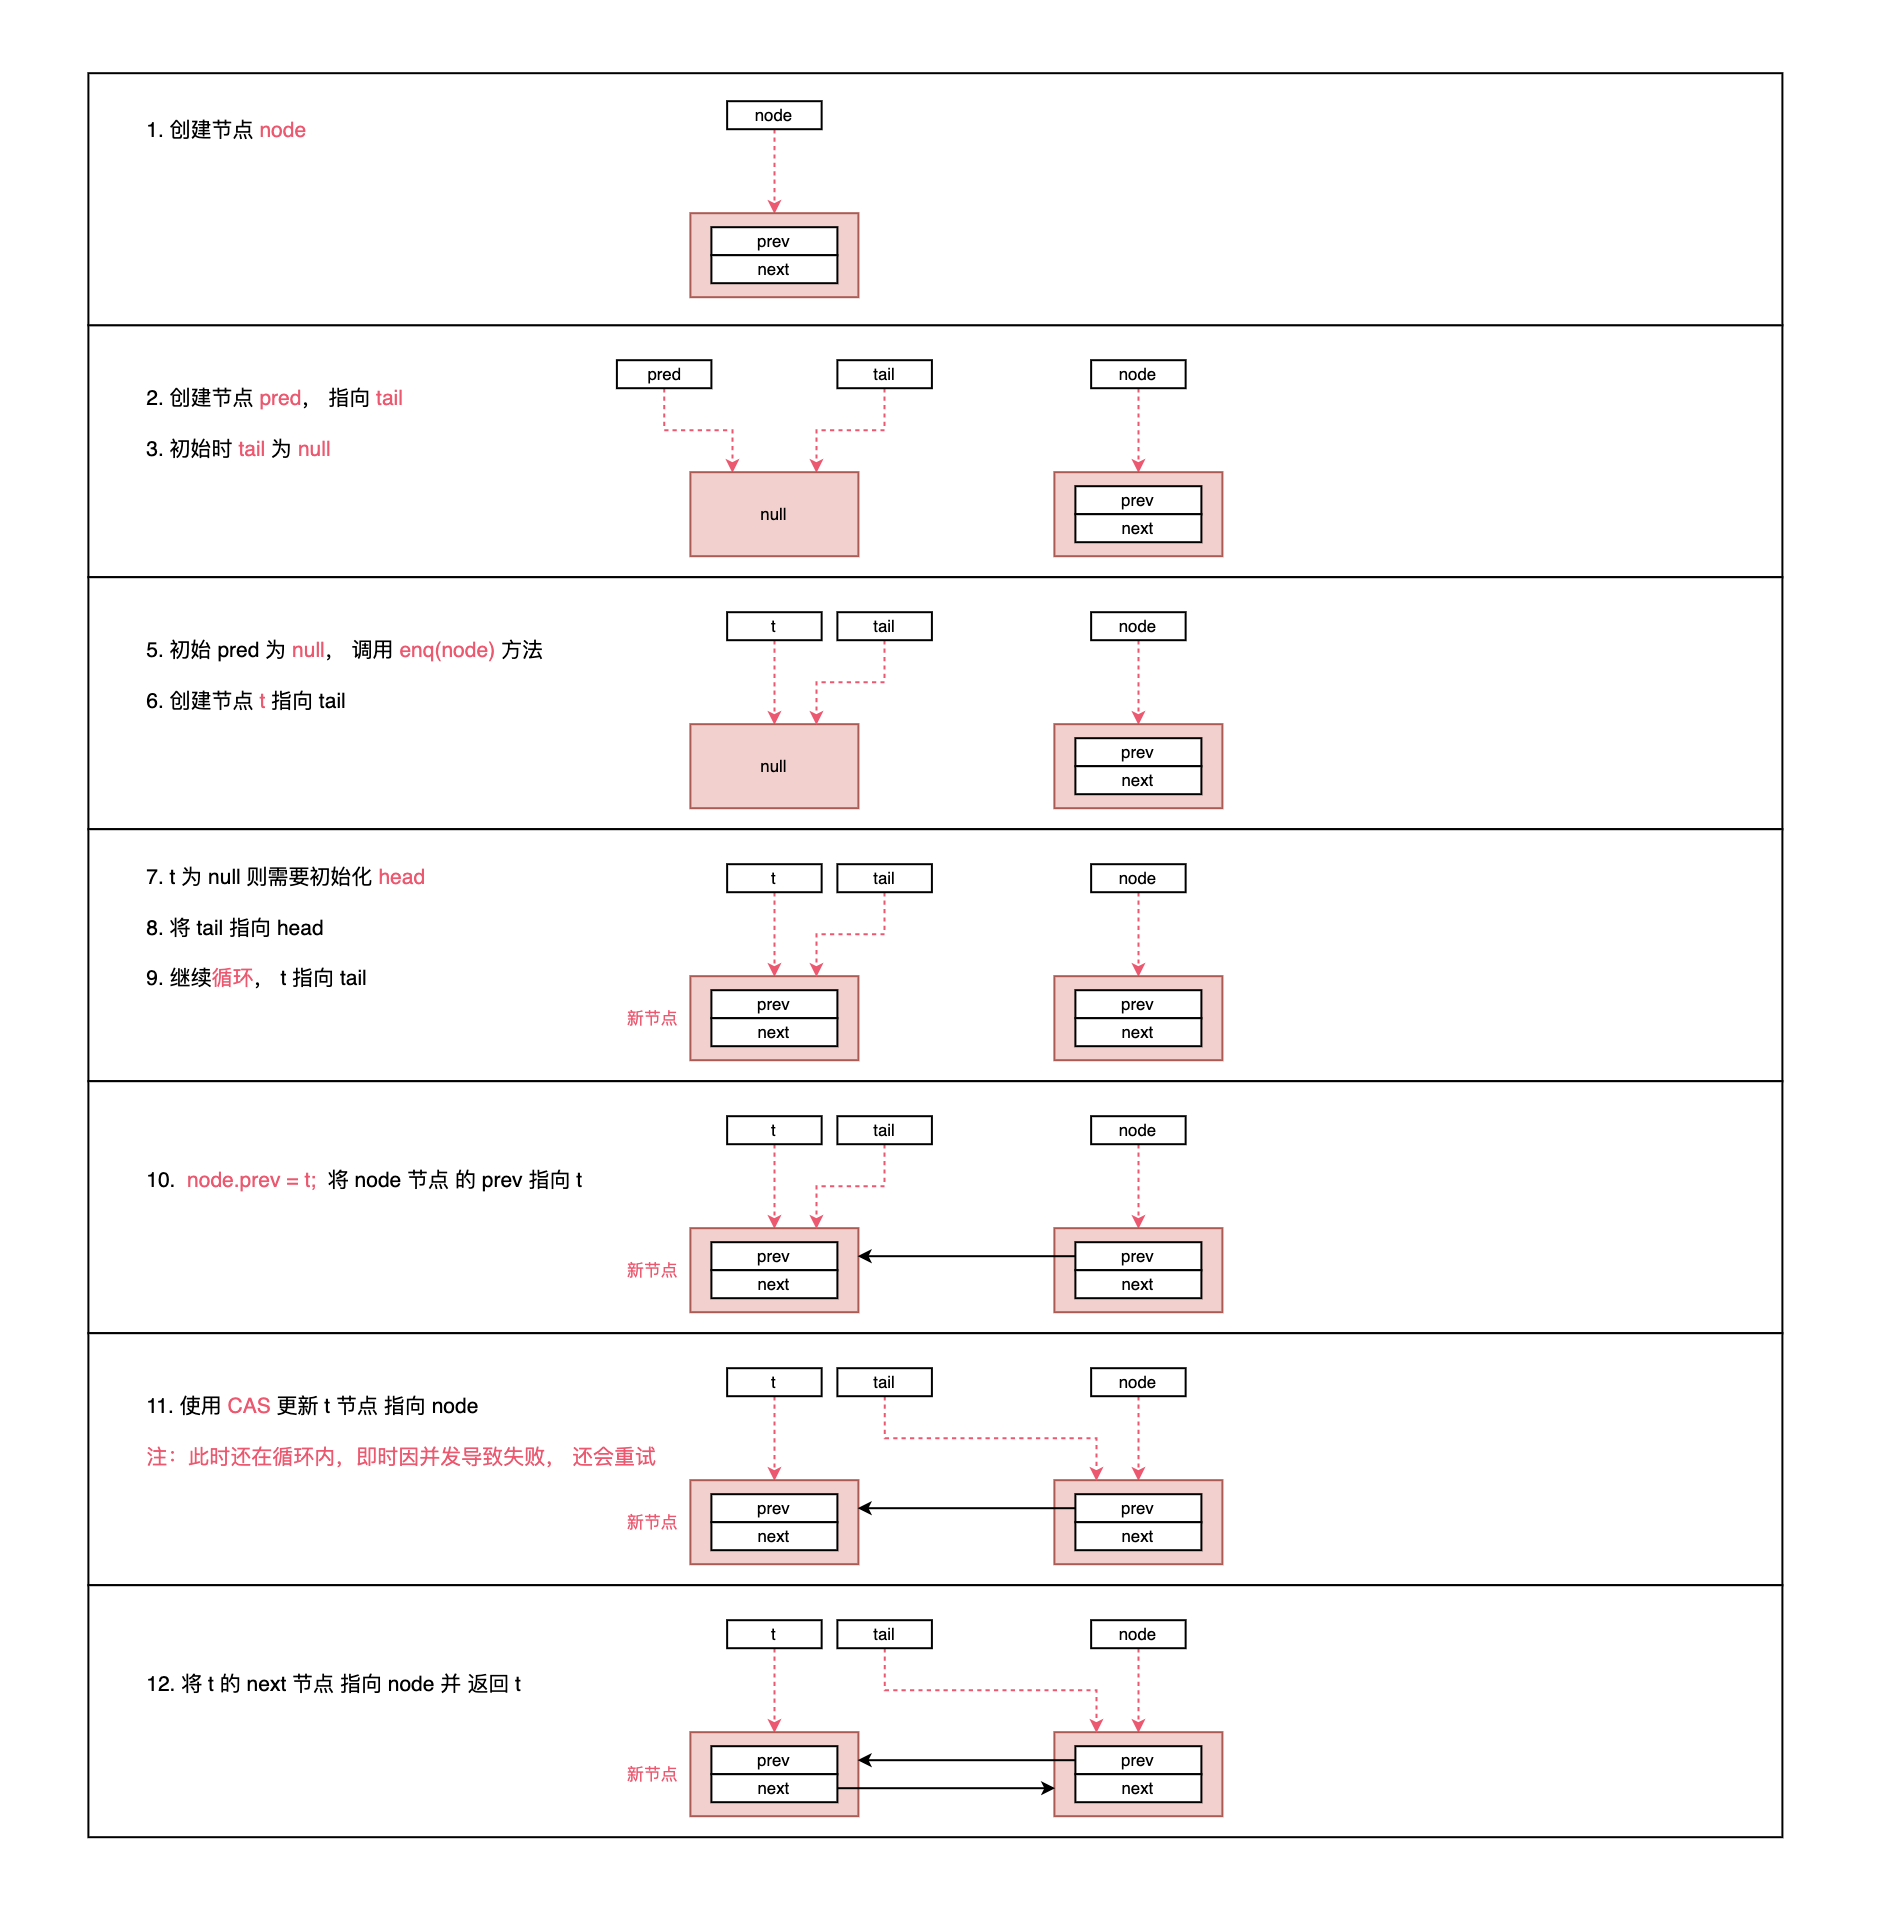 1. 创建节点 node
node
prev
next
2. 创建节点 pred， 指向 tail
3. 初始时 tail 为 null
pred
tail
node
null
prev
next
5. 初始 pred 为 null， 调用 enq(node) 方法
6. 创建节点 t 指向 tail
t
tail
node
null
prev
next
7. t 为 null 则需要初始化 head
8. 将 tail 指向 head
9. 继续循环， t 指向 tail
t
tail
node
新节点
prev
next
prev
next
10. node.prev = t; 将 node 节点 的 prev 指向 t
t
tail
node
新节点
prev
next
prev
next
11. 使用 CAS 更新 t 节点 指向 node
注：此时还在循环内，即时因并发导致失败， 还会重试
t
tail
node
新节点
prev
next
prev
next
12. 将 t 的 next 节点 指向 node 并 返回 t
t
tail
node
新节点
prev
next
prev
next